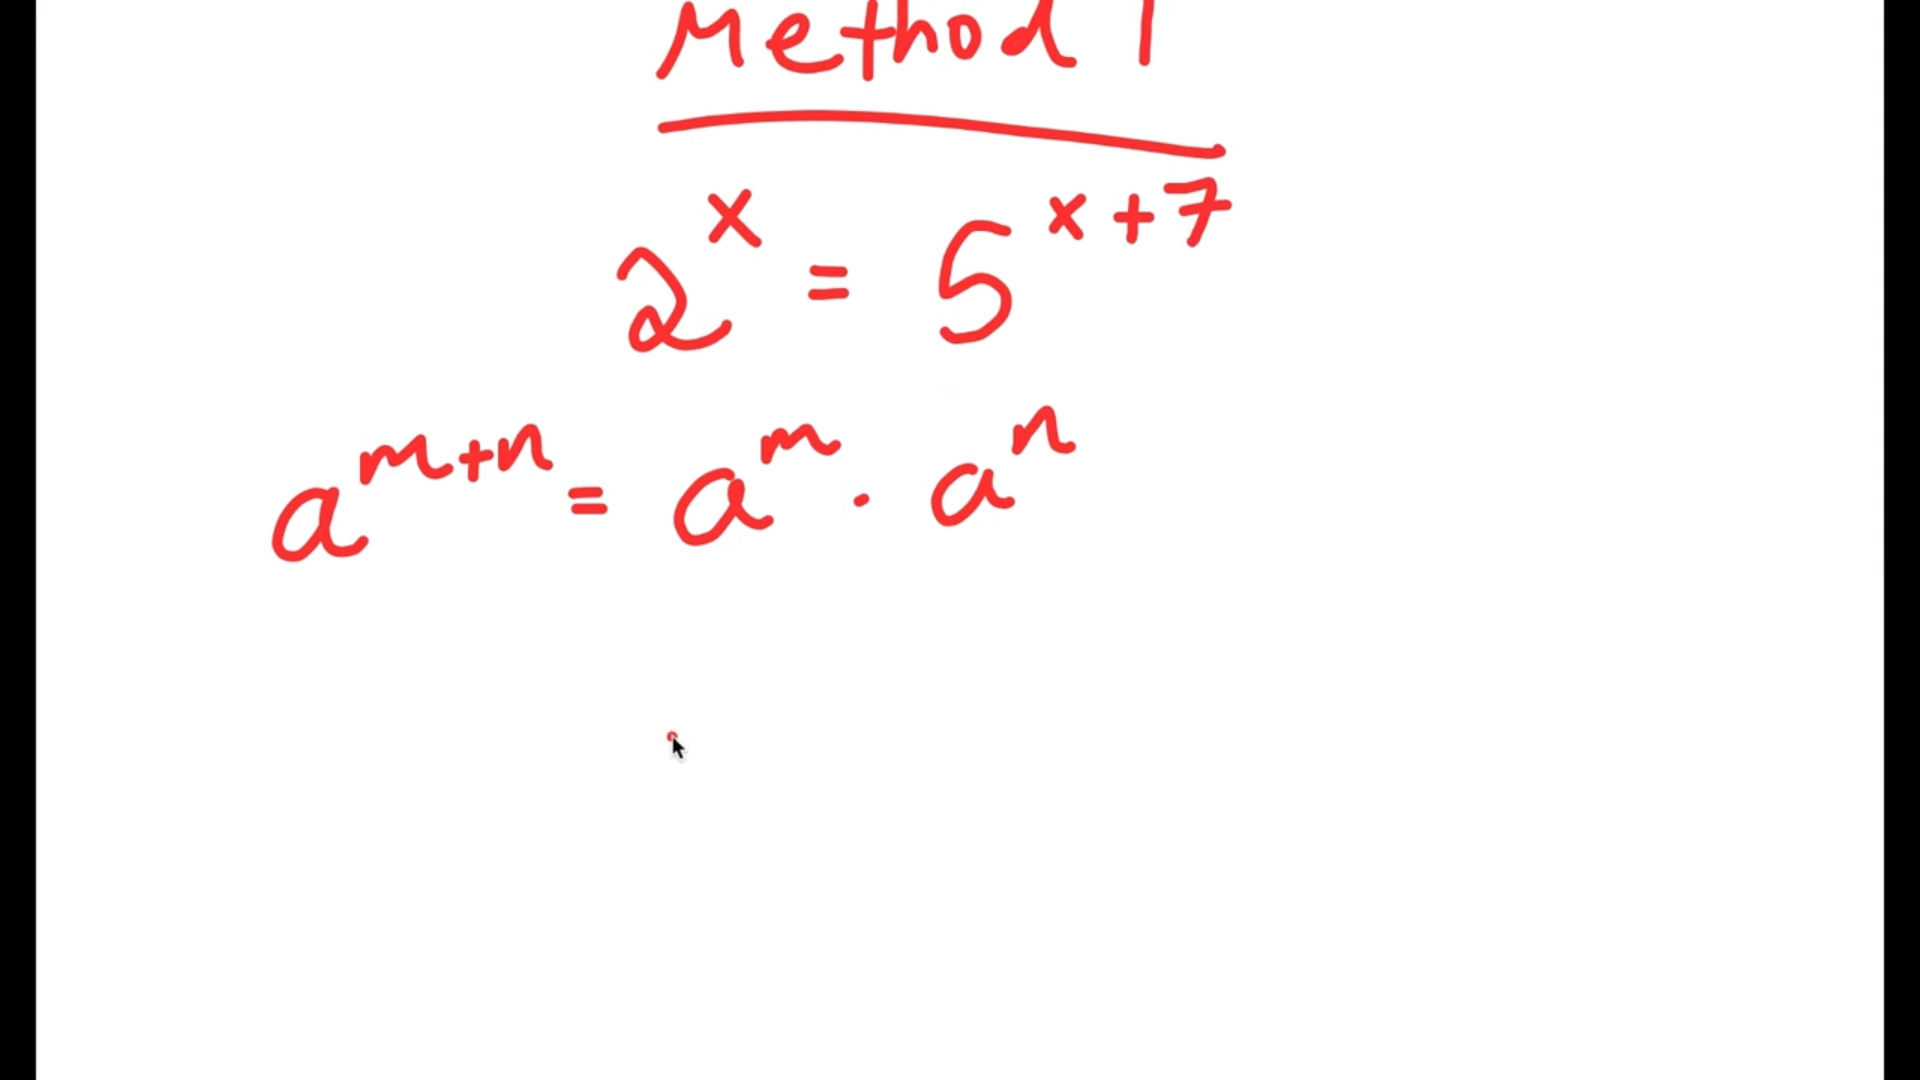 Method 1
2^x = 5^x+7
a^m+n = a^m · a^n